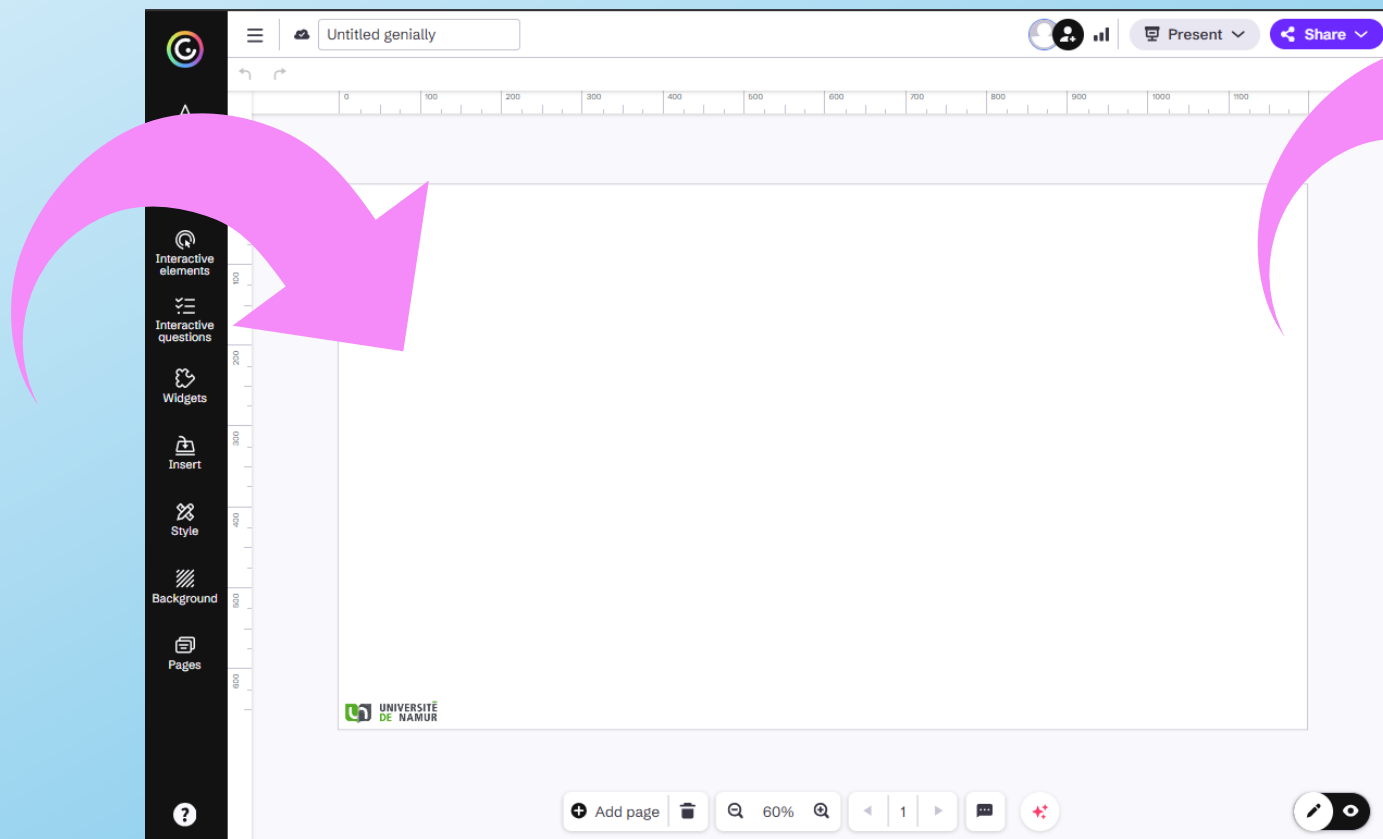 Untitled genially
Present
Share
0 100 200 300 400 500 600 700 800 900 1000 1100
Interactive
elements
100
Interactive
questions
200
Widgets
300
Insert
400
Style
Background
500
Pages
600
UNIVERSITÉ
DE NAMUR
?
Add page
60%
1